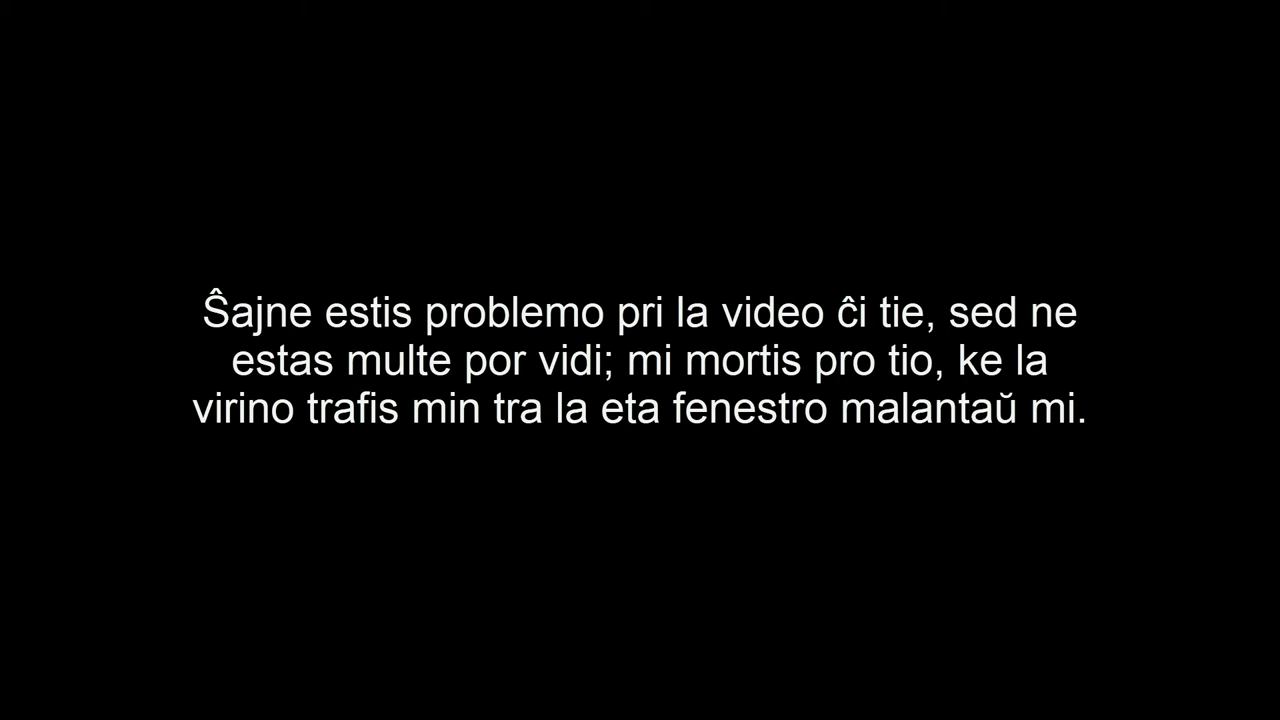 Ŝajne estis problemo pri la video ĉi tie, sed ne
estas multe por vidi; mi mortis pro tio, ke la
virino trafis min tra la eta fenestro malantaŭ mi.